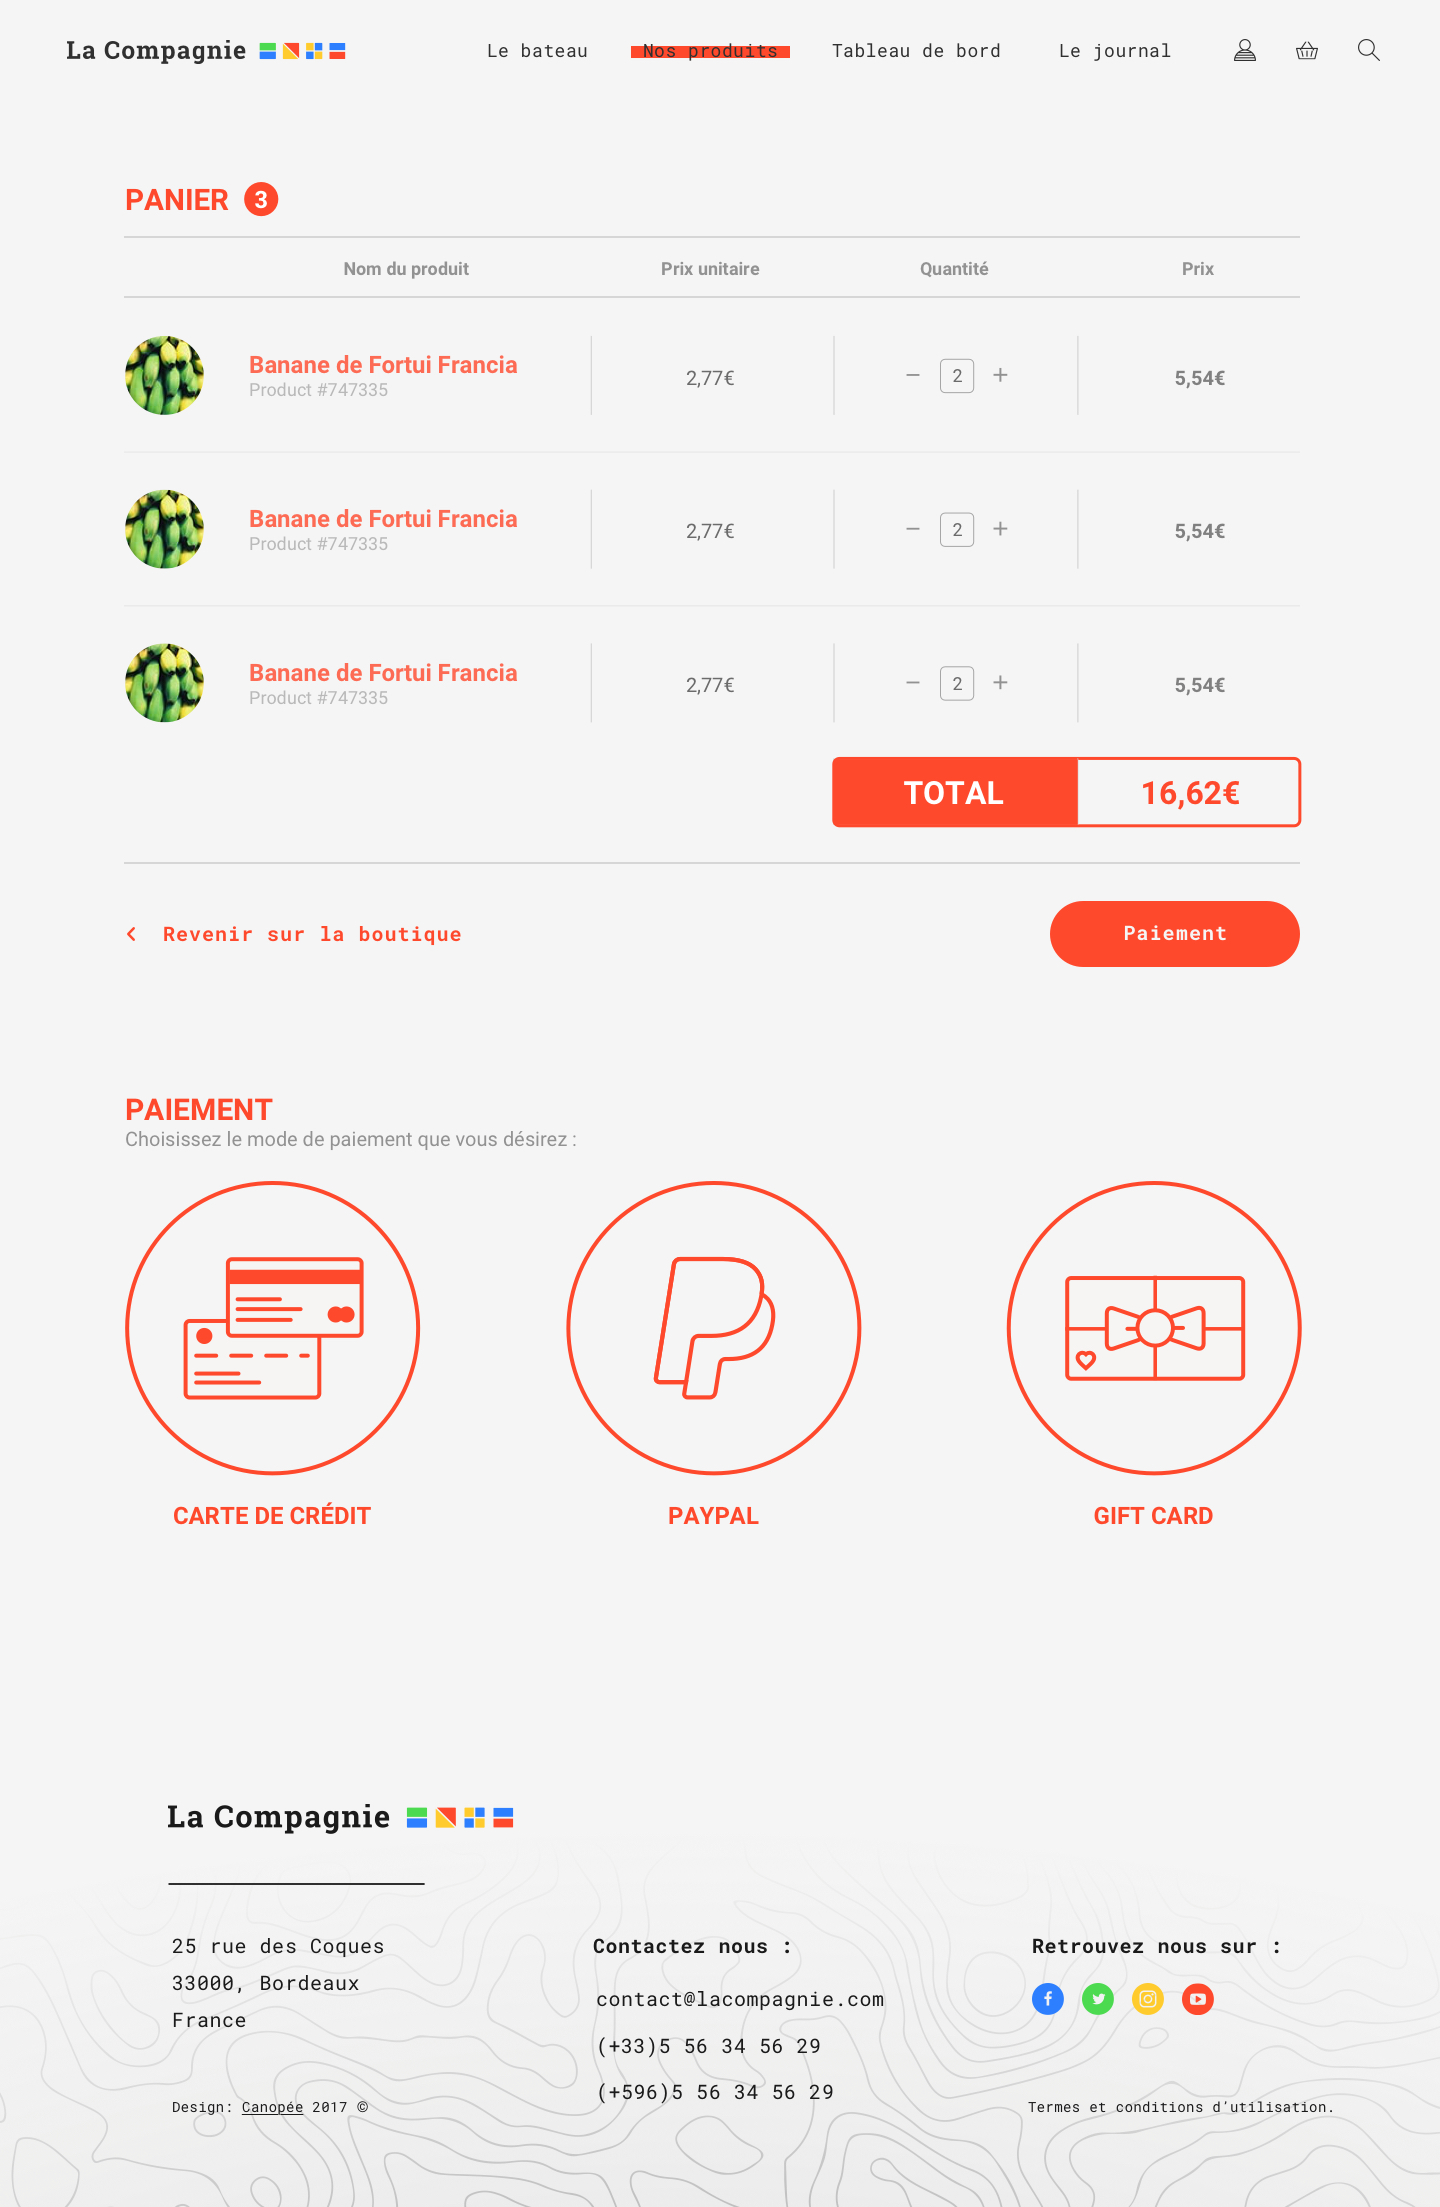 La Compagnie
Le bateau
Nos produits
Tableau de bord
Le journal
PANIER 3
Nom du produit
Prix unitaire
Quantité
Prix
Banane de Fortui Francia
Product #747335
2,77€
− 2 +
5,54€
Banane de Fortui Francia
Product #747335
2,77€
− 2 +
5,54€
Banane de Fortui Francia
Product #747335
2,77€
− 2 +
5,54€
TOTAL
16,62€
Revenir sur la boutique
Paiement
PAIEMENT
Choisissez le mode de paiement que vous désirez :
CARTE DE CRÉDIT
PAYPAL
GIFT CARD
La Compagnie
25 rue des Coques
33000, Bordeaux
France
Contactez nous :
contact@lacompagnie.com
(+33)5 56 34 56 29
(+596)5 56 34 56 29
Retrouvez nous sur :
Design: Canopée 2017 ©
Termes et conditions d’utilisation.